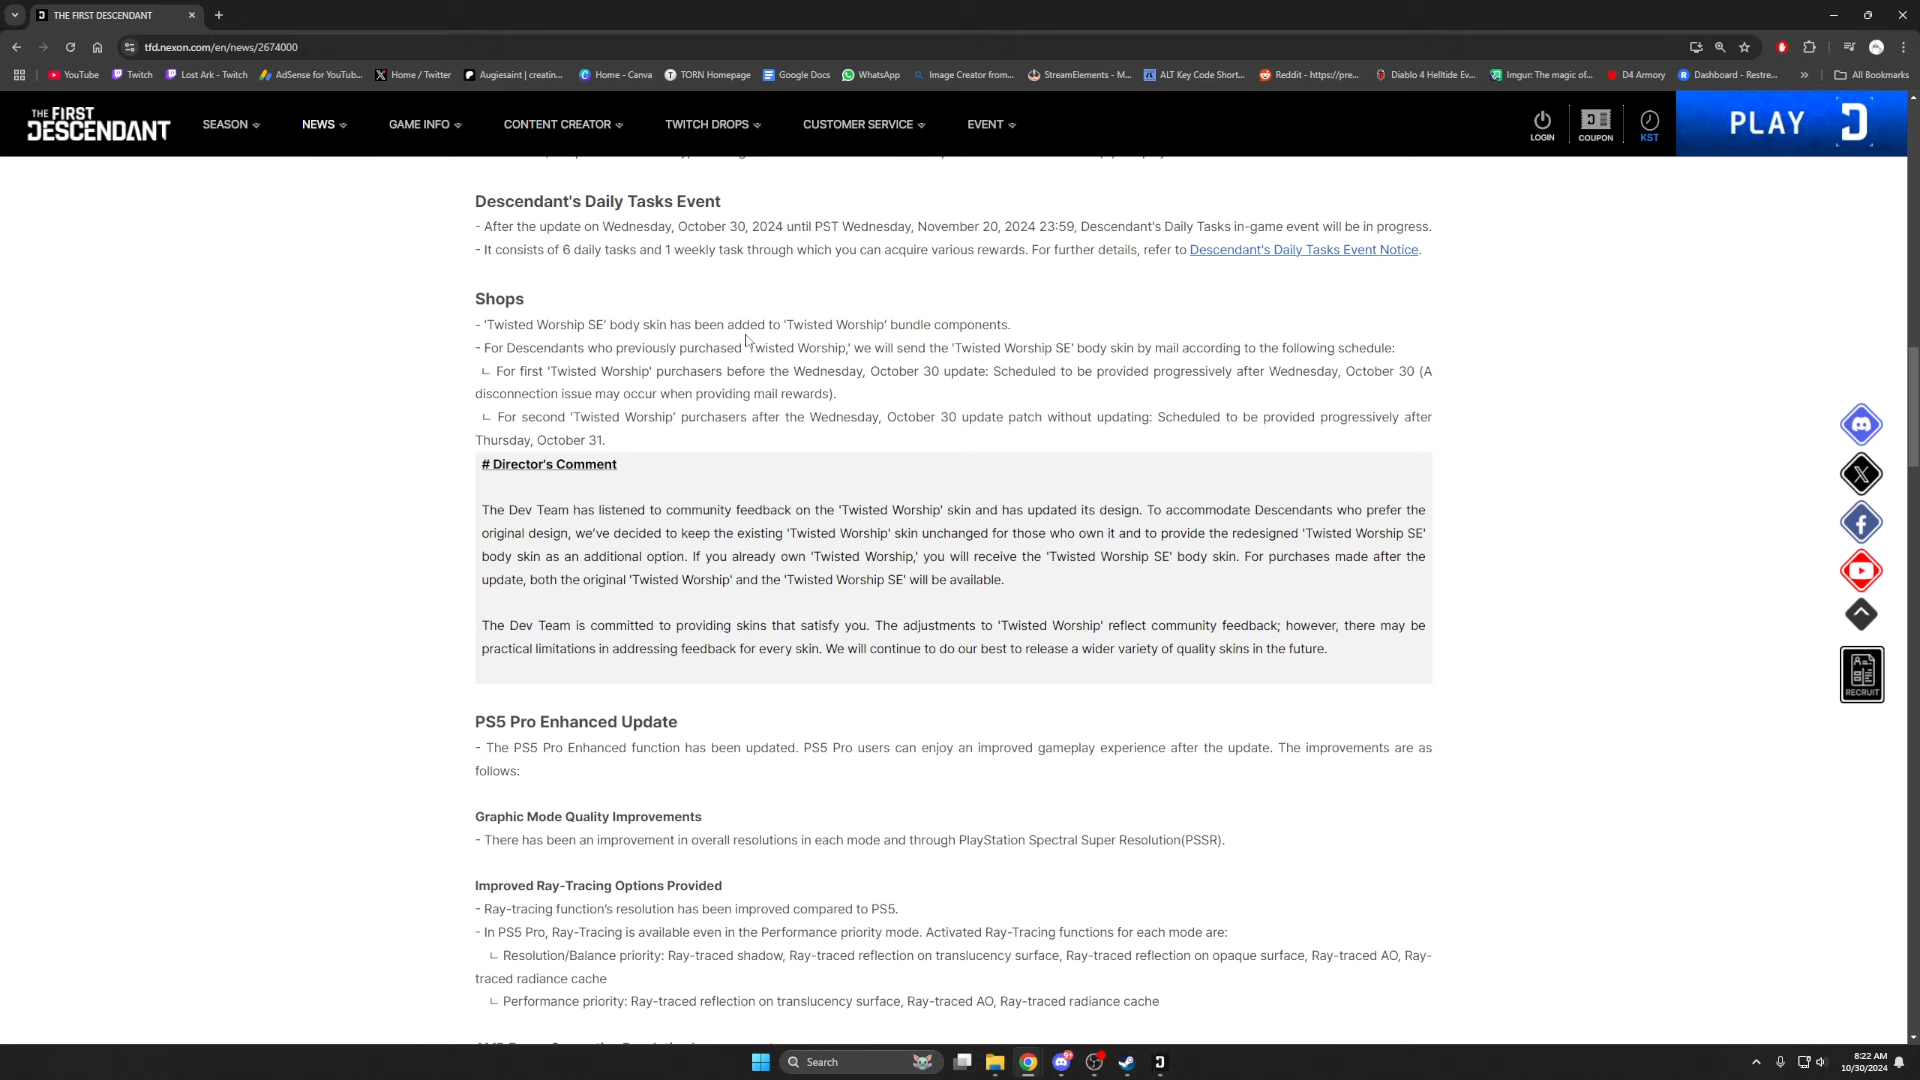 THE FIRST DESCENDANT
tfd.nexon.com/en/news/2674000
YouTube Twitch Lost Ark - Twitch AdSense for YouTub... Home / Twitter Augiesaint | creatin... Home - Canva TORN Homepage Google Docs WhatsApp Image Creator from... StreamElements - M... ALT Key Code Short... Reddit - https://pre... Diablo 4 Helltide Ev... Imgur: The magic of... D4 Armory Dashboard - Restre... » All Bookmarks
THE FIRST
DESCENDANT
SEASON NEWS GAME INFO CONTENT CREATOR TWITCH DROPS CUSTOMER SERVICE EVENT
LOGIN COUPON KST PLAY
Descendant's Daily Tasks Event
- After the update on Wednesday, October 30, 2024 until PST Wednesday, November 20, 2024 23:59, Descendant's Daily Tasks in-game event will be in progress.
- It consists of 6 daily tasks and 1 weekly task through which you can acquire various rewards. For further details, refer to Descendant's Daily Tasks Event Notice.
Shops
- 'Twisted Worship SE' body skin has been added to 'Twisted Worship' bundle components.
- For Descendants who previously purchased 'Twisted Worship,' we will send the 'Twisted Worship SE' body skin by mail according to the following schedule:
ㄴ For first 'Twisted Worship' purchasers before the Wednesday, October 30 update: Scheduled to be provided progressively after Wednesday, October 30 (A
disconnection issue may occur when providing mail rewards).
ㄴ For second 'Twisted Worship' purchasers after the Wednesday, October 30 update patch without updating: Scheduled to be provided progressively after
Thursday, October 31.
# Director's Comment
The Dev Team has listened to community feedback on the 'Twisted Worship' skin and has updated its design. To accommodate Descendants who prefer the
original design, we've decided to keep the existing 'Twisted Worship' skin unchanged for those who own it and to provide the redesigned 'Twisted Worship SE'
body skin as an additional option. If you already own 'Twisted Worship,' you will receive the 'Twisted Worship SE' body skin. For purchases made after the
update, both the original 'Twisted Worship' and the 'Twisted Worship SE' will be available.
The Dev Team is committed to providing skins that satisfy you. The adjustments to 'Twisted Worship' reflect community feedback; however, there may be
practical limitations in addressing feedback for every skin. We will continue to do our best to release a wider variety of quality skins in the future.
RECRUIT
PS5 Pro Enhanced Update
- The PS5 Pro Enhanced function has been updated. PS5 Pro users can enjoy an improved gameplay experience after the update. The improvements are as
follows:
Graphic Mode Quality Improvements
- There has been an improvement in overall resolutions in each mode and through PlayStation Spectral Super Resolution(PSSR).
Improved Ray-Tracing Options Provided
- Ray-tracing function's resolution has been improved compared to PS5.
- In PS5 Pro, Ray-Tracing is available even in the Performance priority mode. Activated Ray-Tracing functions for each mode are:
ㄴ Resolution/Balance priority: Ray-traced shadow, Ray-traced reflection on translucency surface, Ray-traced reflection on opaque surface, Ray-traced AO, Ray-
traced radiance cache
ㄴ Performance priority: Ray-traced reflection on translucency surface, Ray-traced AO, Ray-traced radiance cache
Search
8:22 AM
10/30/2024